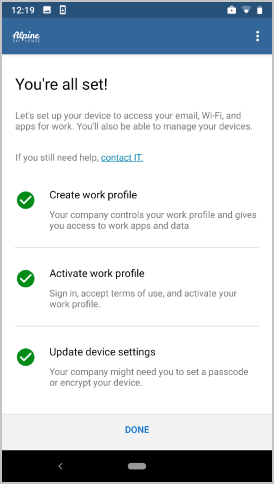 12:19
Alpine
SKI HOUSE
You're all set!
Let's set up your device to access your email, Wi-Fi, and
apps for work. You'll also be able to manage your devices.
If you still need help, contact IT.
Create work profile
Your company controls your work profile and gives
you access to work apps and data
Activate work profile
Sign in, accept terms of use, and activate your
work profile.
Update device settings
Your company might need you to set a passcode
or encrypt your device.
DONE